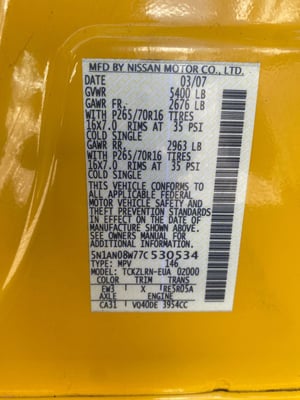 MFD BY NISSAN MOTOR CO., LTD.
DATE 03/07
GVWR 5400 LB
GAWR FR. 2676 LB
WITH P265/70R16 TIRES
16X7.0 RIMS AT 35 PSI
COLD SINGLE
GAWR RR. 2963 LB
WITH P265/70R16 TIRES
16X7.0 RIMS AT 35 PSI
COLD SINGLE
THIS VEHICLE CONFORMS TO
ALL APPLICABLE FEDERAL
MOTOR VEHICLE SAFETY AND
THEFT PREVENTION STANDARDS
IN EFFECT ON THE DATE OF
MANUFACTURE SHOWN ABOVE.
SEE OWNERS MANUAL FOR
ADDITIONAL INFORMATION.
5N1AN08W77C530534
TYPE: MPV 146
MODEL: TCKZLRN-EUA 02000
COLOR TRIM TRANS
EW3 X RE5R05A
AXLE ENGINE
CA31 VQ40DE 3954CC